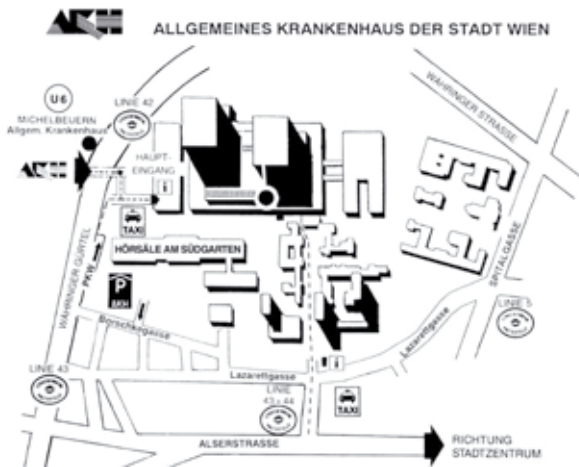 AKH ALLGEMEINES KRANKENHAUS DER STADT WIEN
U6
MICHELBEUERN
Allgem. Krankenhaus
LINIE 42
WÄHRINGER STRASSE
HAUPT-
EINGANG
i
AKH
TAXI
HÖRSÄLE AM SÜDGARTEN
WÄHRINGER GÜRTEL
PKW
P
AKH
SPITALGASSE
LINIE 5
Borschkegasse
Lazarettgasse
LINIE 43
Lazarettgasse
i
LINIE
43 + 44
TAXI
ALSERSTRASSE
RICHTUNG
STADTZENTRUM